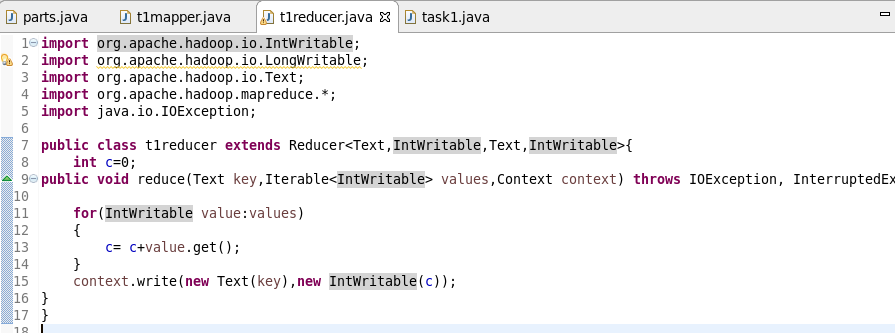 parts.java t1mapper.java t1reducer.java task1.java
1 import org.apache.hadoop.io.IntWritable;
2 import org.apache.hadoop.io.LongWritable;
3 import org.apache.hadoop.io.Text;
4 import org.apache.hadoop.mapreduce.*;
5 import java.io.IOException;
6
7 public class t1reducer extends Reducer<Text,IntWritable,Text,IntWritable>{
8 int c=0;
9 public void reduce(Text key,Iterable<IntWritable> values,Context context) throws IOException, InterruptedEx
10
11 for(IntWritable value:values)
12 {
13 c= c+value.get();
14 }
15 context.write(new Text(key),new IntWritable(c));
16 }
17 }
18